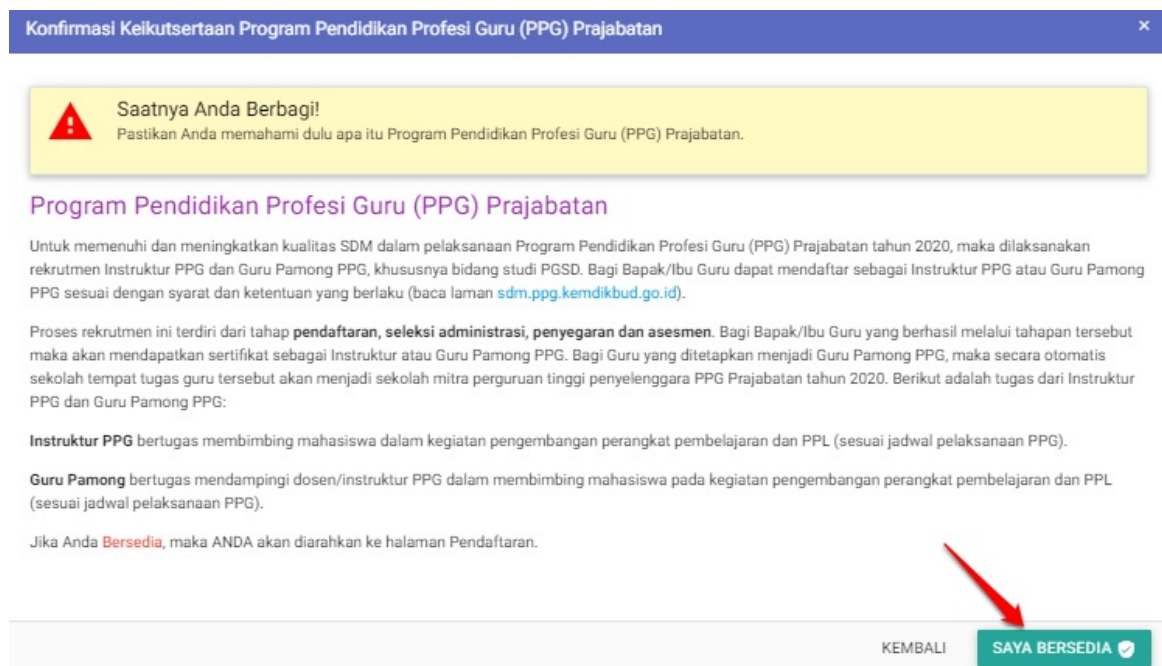 Konfirmasi Keikutsertaan Program Pendidikan Profesi Guru (PPG) Prajabatan
×
Saatnya Anda Berbagi!
Pastikan Anda memahami dulu apa itu Program Pendidikan Profesi Guru (PPG) Prajabatan.
Program Pendidikan Profesi Guru (PPG) Prajabatan
Untuk memenuhi dan meningkatkan kualitas SDM dalam pelaksanaan Program Pendidikan Profesi Guru (PPG) Prajabatan tahun 2020, maka dilaksanakan
rekrutmen Instruktur PPG dan Guru Pamong PPG, khususnya bidang studi PGSD. Bagi Bapak/Ibu Guru dapat mendaftar sebagai Instruktur PPG atau Guru Pamong
PPG sesuai dengan syarat dan ketentuan yang berlaku (baca laman sdm.ppg.kemdikbud.go.id).
Proses rekrutmen ini terdiri dari tahap pendaftaran, seleksi administrasi, penyegaran dan asesmen. Bagi Bapak/Ibu Guru yang berhasil melalui tahapan tersebut
maka akan mendapatkan sertifikat sebagai Instruktur atau Guru Pamong PPG. Bagi Guru yang ditetapkan menjadi Guru Pamong PPG, maka secara otomatis
sekolah tempat tugas guru tersebut akan menjadi sekolah mitra perguruan tinggi penyelenggara PPG Prajabatan tahun 2020. Berikut adalah tugas dari Instruktur
PPG dan Guru Pamong PPG:
Instruktur PPG bertugas membimbing mahasiswa dalam kegiatan pengembangan perangkat pembelajaran dan PPL (sesuai jadwal pelaksanaan PPG).
Guru Pamong bertugas mendampingi dosen/instruktur PPG dalam membimbing mahasiswa pada kegiatan pengembangan perangkat pembelajaran dan PPL
(sesuai jadwal pelaksanaan PPG).
Jika Anda Bersedia, maka ANDA akan diarahkan ke halaman Pendaftaran.
KEMBALI
SAYA BERSEDIA